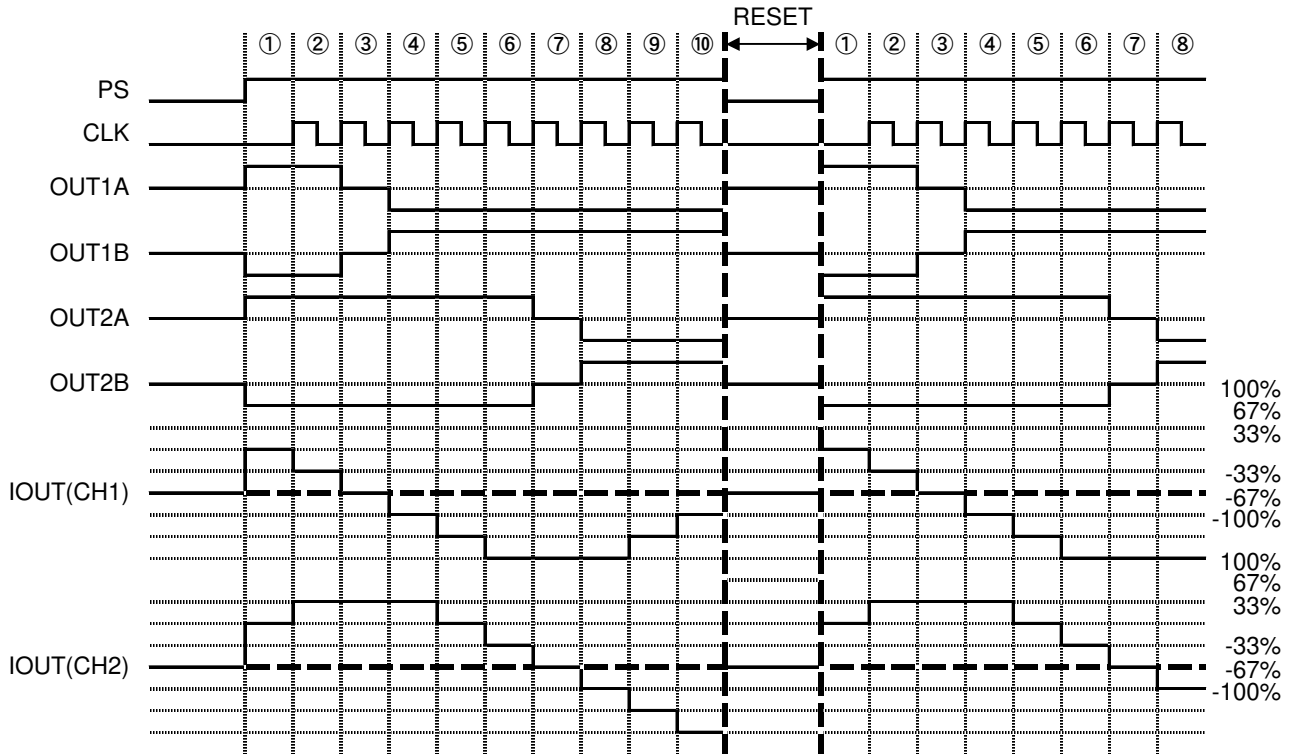 RESET
① ② ③ ④ ⑤ ⑥ ⑦ ⑧ ⑨ ⑩ ① ② ③ ④ ⑤ ⑥ ⑦ ⑧
PS
CLK
OUT1A
OUT1B
OUT2A
OUT2B
100%
67%
33%
-33%
IOUT(CH1)
-67%
-100%
100%
67%
33%
-33%
IOUT(CH2)
-67%
-100%